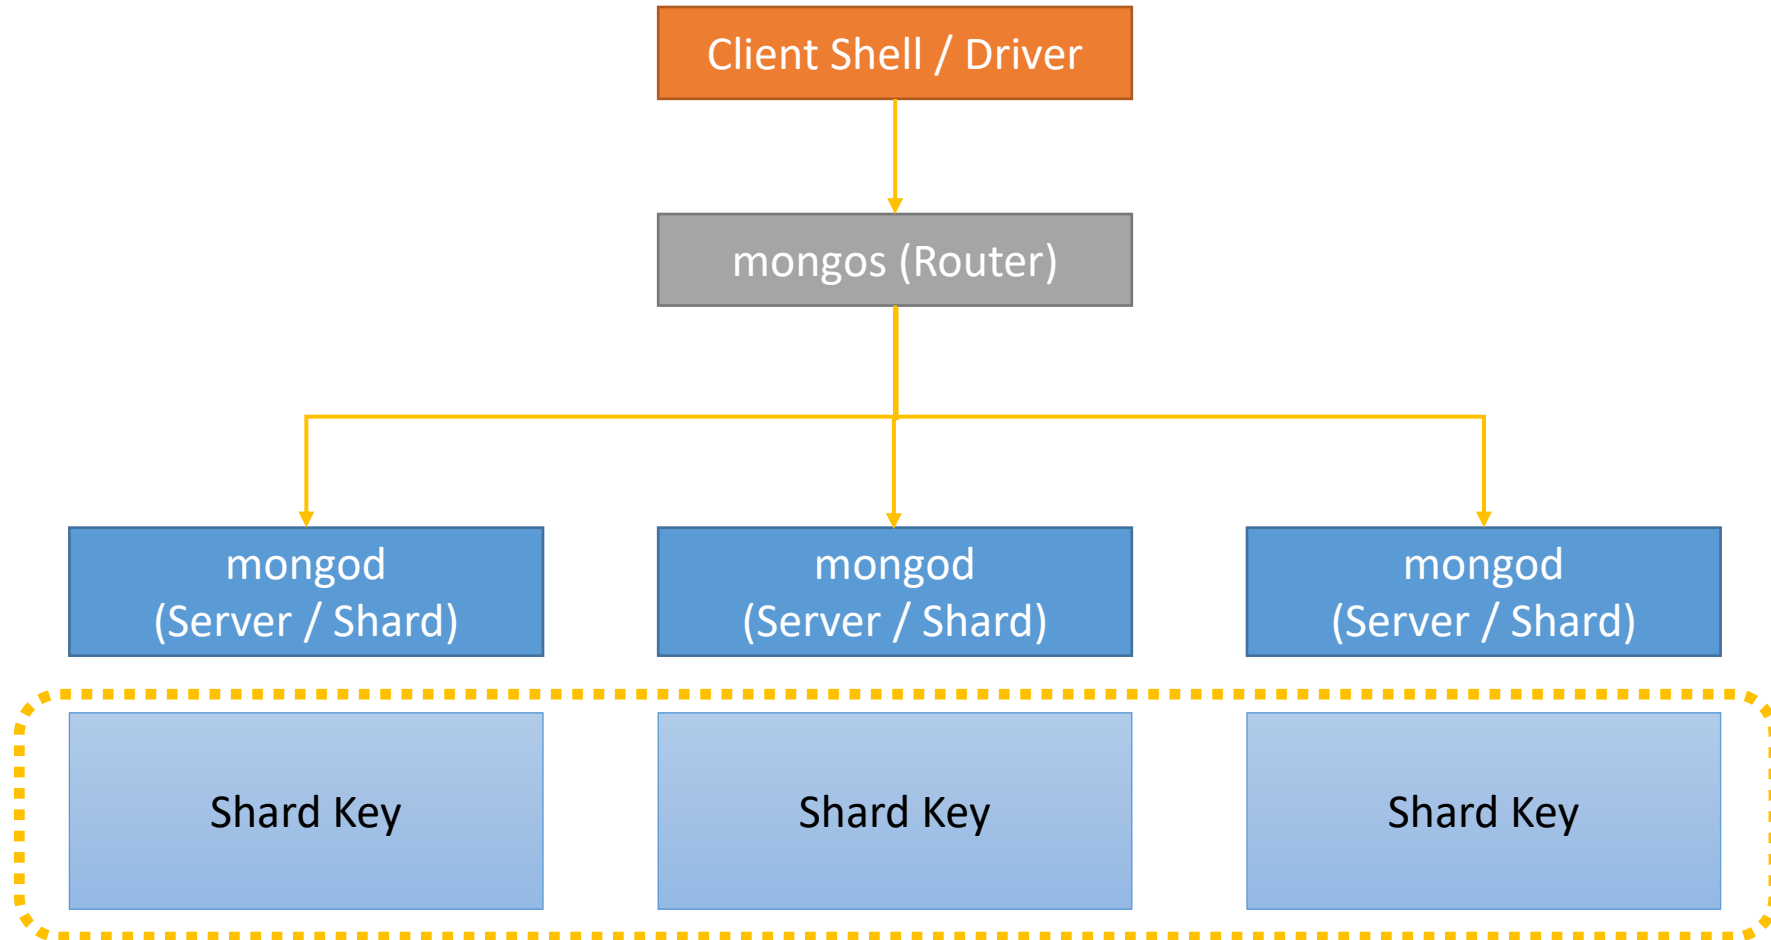 Client Shell / Driver
mongos (Router)
mongod
(Server / Shard)
mongod
(Server / Shard)
mongod
(Server / Shard)
Shard Key
Shard Key
Shard Key